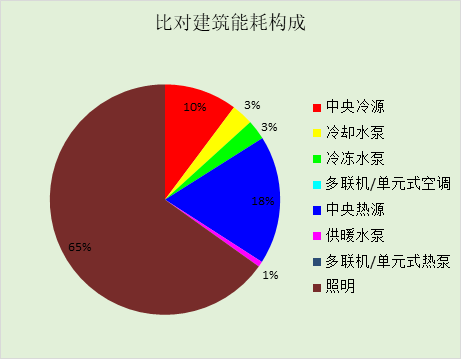 比对建筑能耗构成
10%
3%
3%
18%
1%
65%
中央冷源
冷却水泵
冷冻水泵
多联机/单元式空调
中央热源
供暖水泵
多联机/单元式热泵
照明